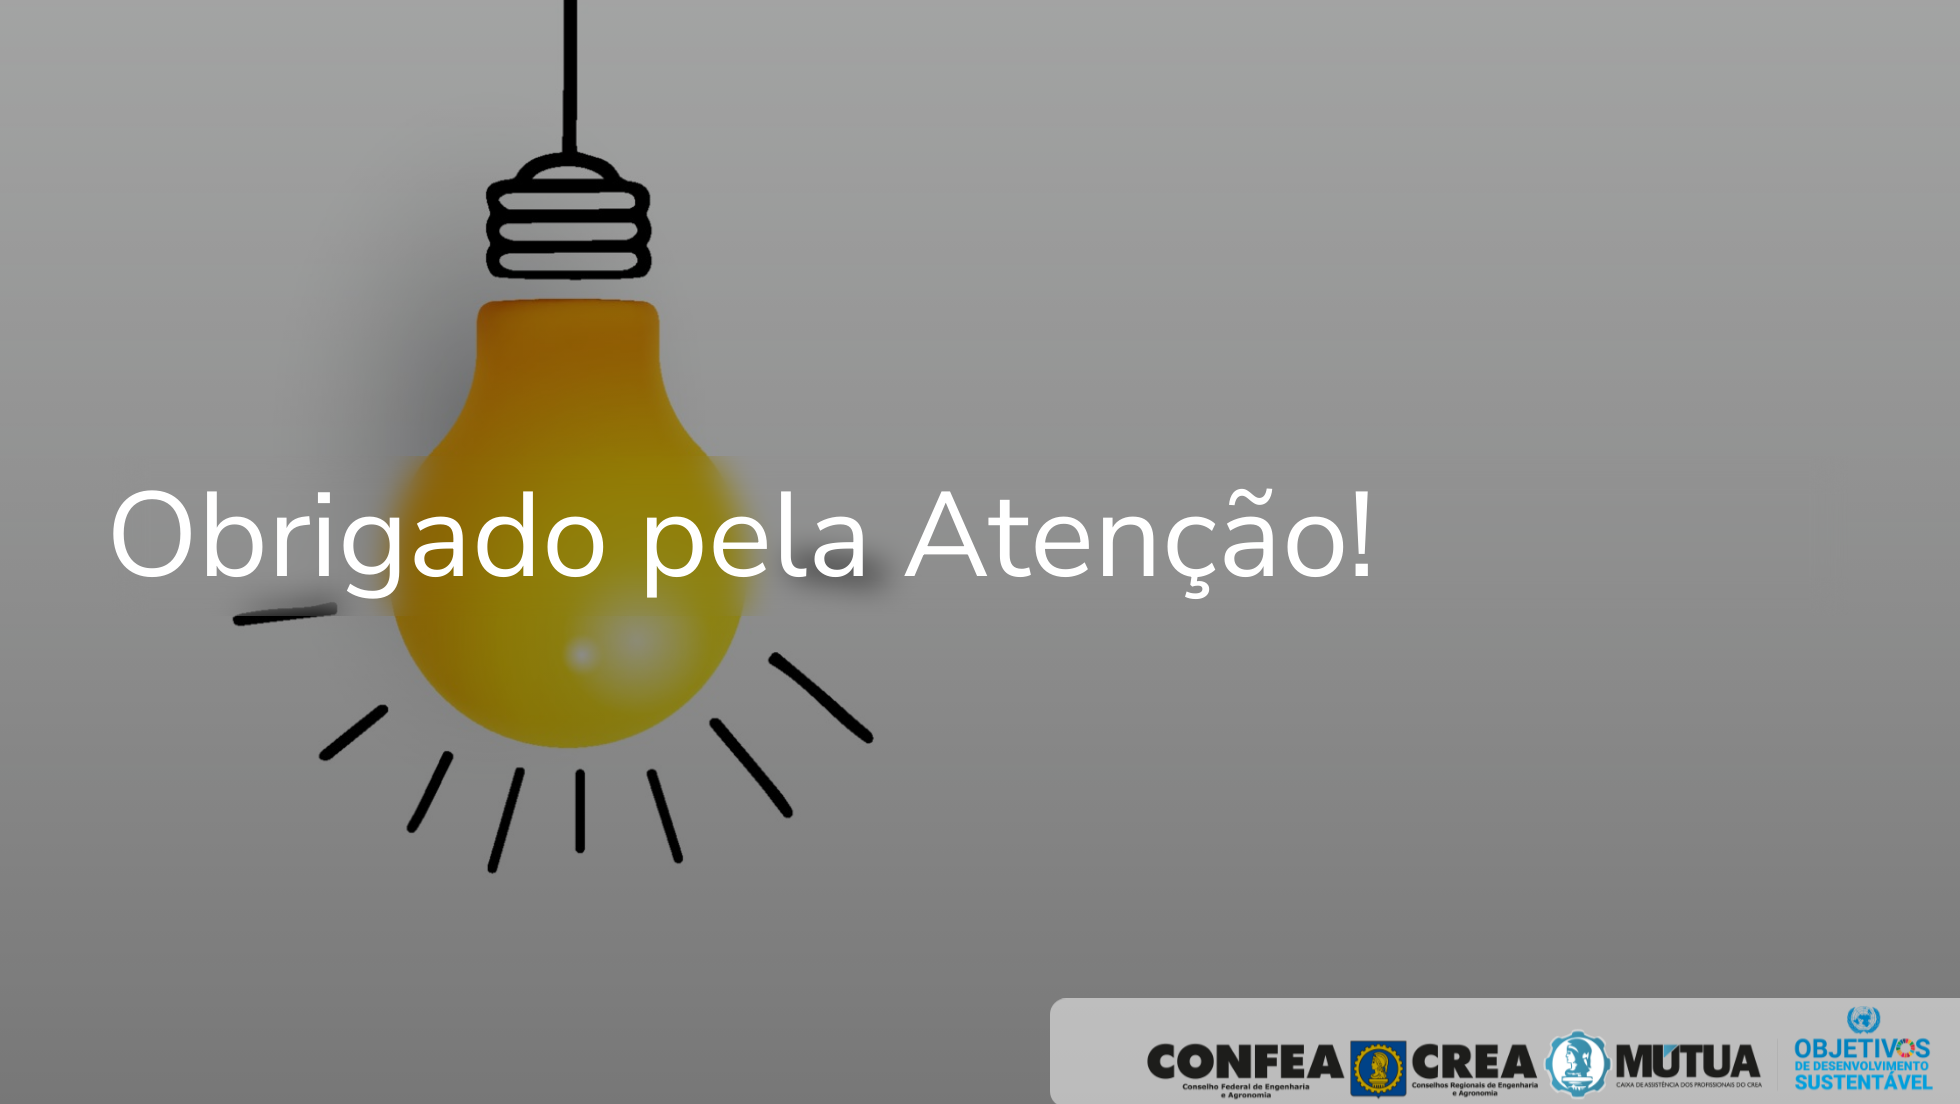 Obrigado pela Atenção!
CONFEA
Conselho Federal de Engenharia
e Agronomia
CREA
Conselhos Regionais de Engenharia
e Agronomia
MÚTUA
CAIXA DE ASSISTÊNCIA DOS PROFISSIONAIS DO CREA
OBJETIVOS
DE DESENVOLVIMENTO
SUSTENTÁVEL